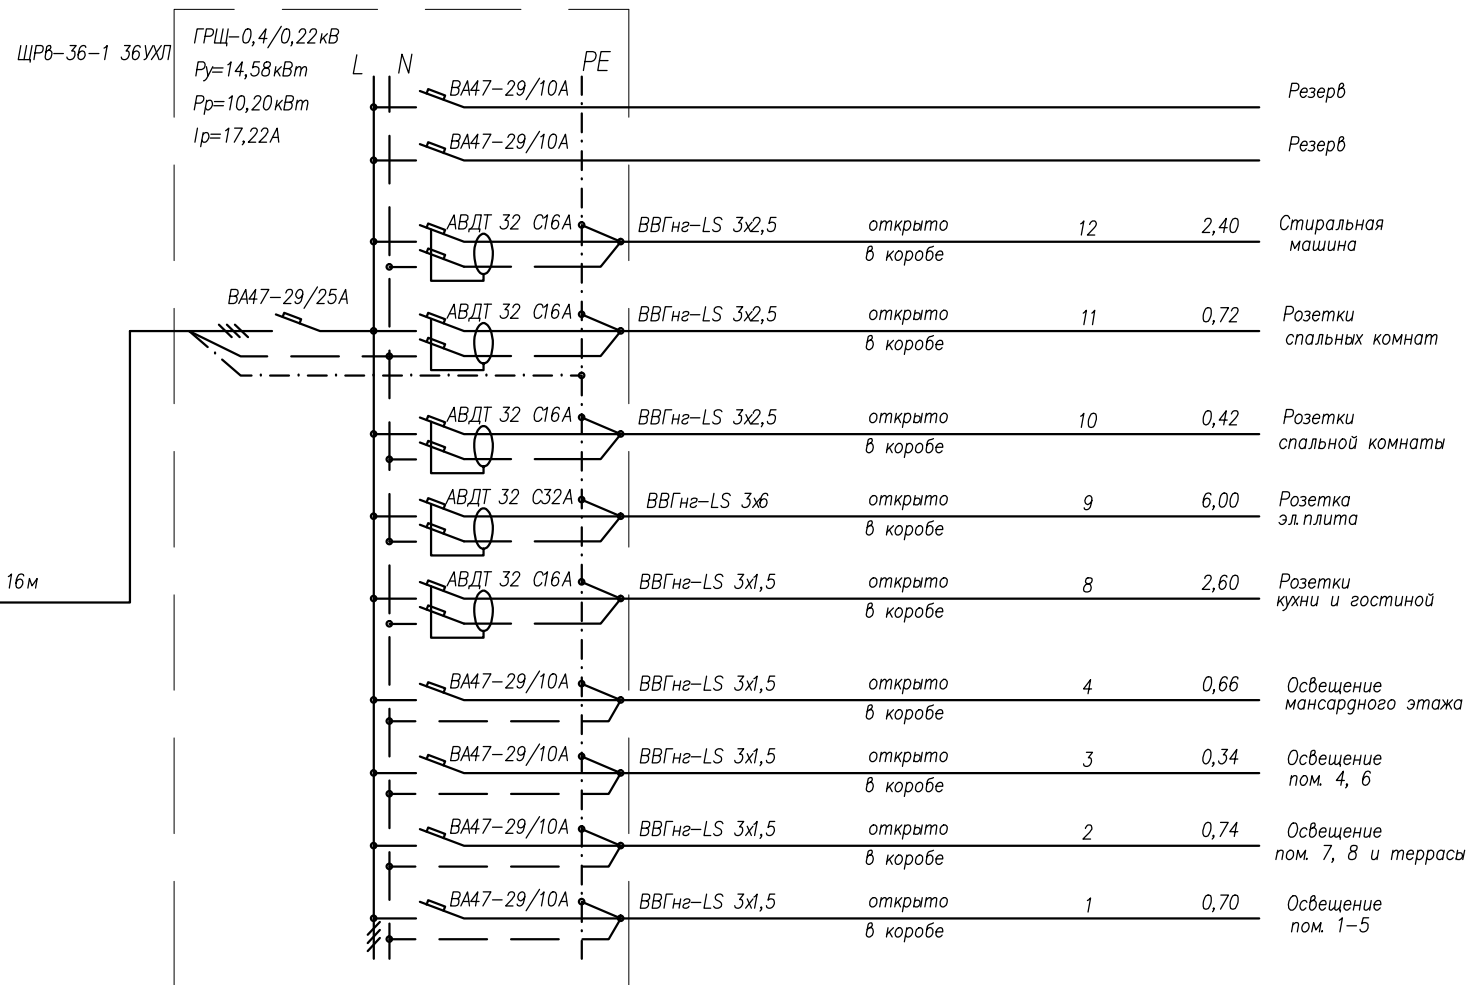 ЩРв-36-1 36УХЛ
ГРЩ-0,4/0,22кВ
Ру=14,58кВт
Рр=10,20кВт
Iр=17,22А
L N PE
ВА47-29/10А Резерв
ВА47-29/10А Резерв
АВДТ 32 С16А ВВГнг-LS 3х2,5 открыто 12 2,40 Стиральная
в коробе машина
ВА47-29/25А
АВДТ 32 С16А ВВГнг-LS 3х2,5 открыто 11 0,72 Розетки
в коробе спальных комнат
АВДТ 32 С16А ВВГнг-LS 3х2,5 открыто 10 0,42 Розетки
в коробе спальной комнаты
АВДТ 32 С32А ВВГнг-LS 3х6 открыто 9 6,00 Розетка
в коробе эл.плита
16м
АВДТ 32 С16А ВВГнг-LS 3х1,5 открыто 8 2,60 Розетки
в коробе кухни и гостиной
ВА47-29/10А ВВГнг-LS 3х1,5 открыто 4 0,66 Освещение
в коробе мансардного этажа
ВА47-29/10А ВВГнг-LS 3х1,5 открыто 3 0,34 Освещение
в коробе пом. 4, 6
ВА47-29/10А ВВГнг-LS 3х1,5 открыто 2 0,74 Освещение
в коробе пом. 7, 8 и террасы
ВА47-29/10А ВВГнг-LS 3х1,5 открыто 1 0,70 Освещение
в коробе пом. 1-5